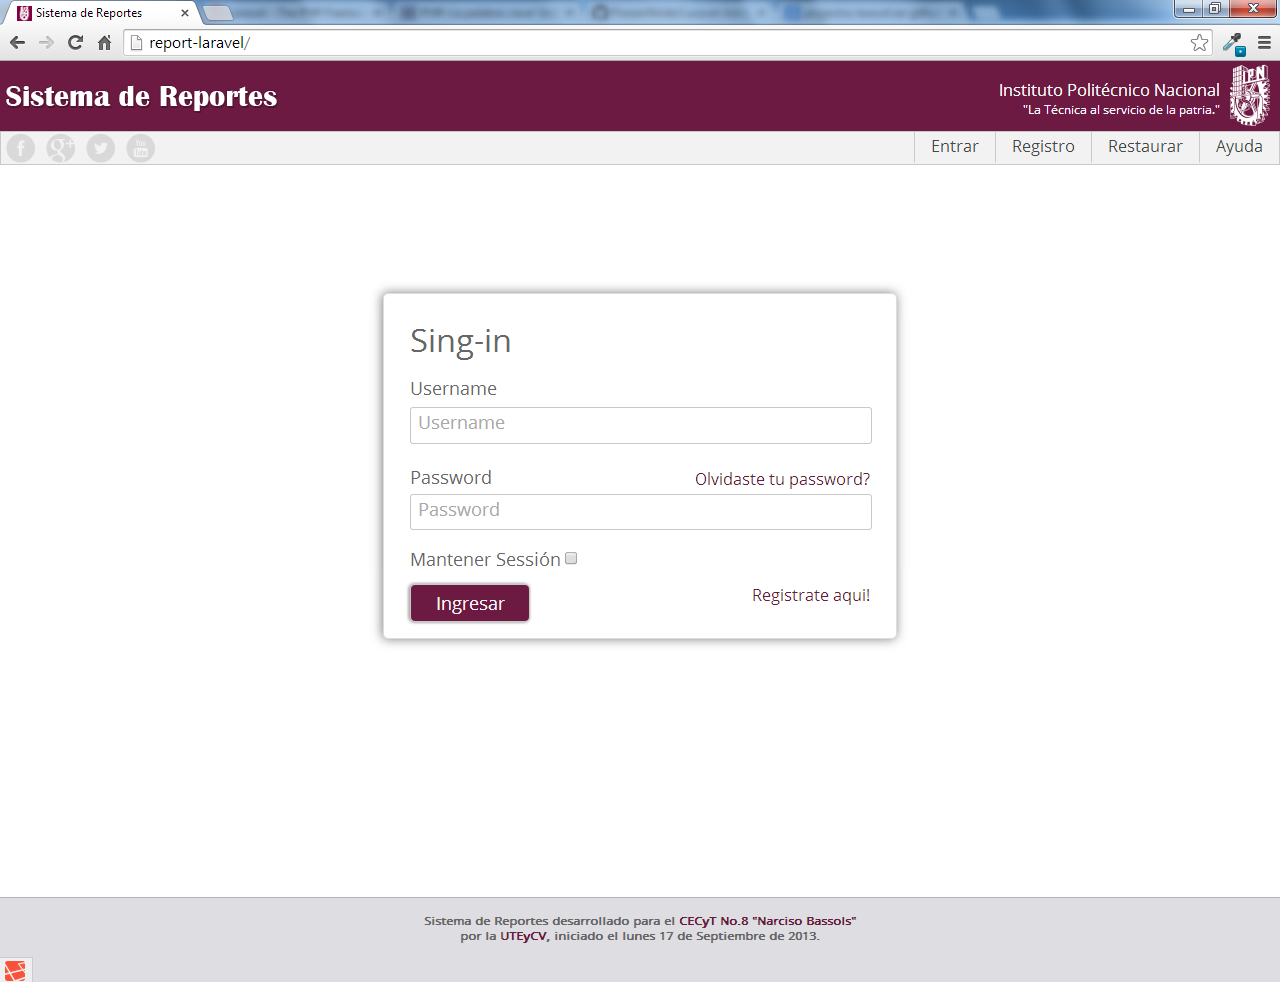 Sistema de Reportes
report-laravel/
Sistema de Reportes
Instituto Politécnico Nacional
"La Técnica al servicio de la patria."
IPN
Entrar Registro Restaurar Ayuda
Sing-in
Username
Username
Password Olvidaste tu password?
Password
Mantener Sessión
Ingresar Registrate aqui!
Sistema de Reportes desarrollado para el CECyT No.8 "Narciso Bassols"
por la UTEyCV, iniciado el lunes 17 de Septiembre de 2013.